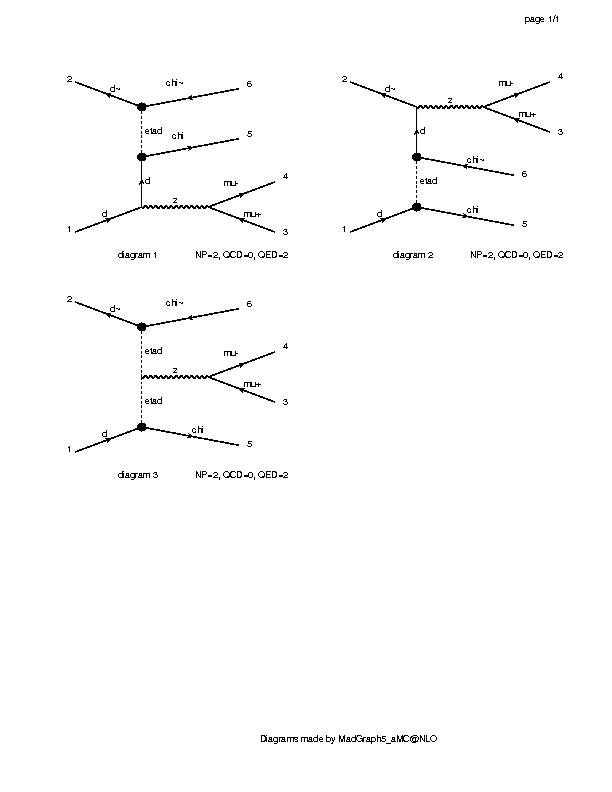 page 1/1
2 d~ chi~ 6
etad
chi 5
d
z mu- 4
1 d mu+ 3
diagram 1 NP=2, QCD=0, QED=2
2 d~ z mu- 4
mu+ 3
d
chi~ 6
etad
1 d chi 5
diagram 2 NP=2, QCD=0, QED=2
2 d~ chi~ 6
etad
z mu- 4
mu+ 3
etad
1 d chi 5
diagram 3 NP=2, QCD=0, QED=2
Diagrams made by MadGraph5_aMC@NLO